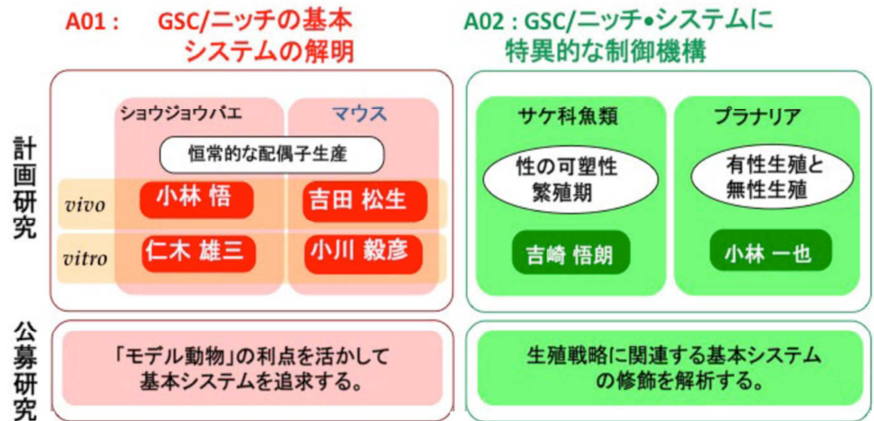 A01： GSC/ニッチの基本
システムの解明
A02：GSC/ニッチ•システムに
特異的な制御機構
計画研究
ショウジョウバエ
マウス
恒常的な配偶子生産
vivo
小林 悟
吉田 松生
vitro
仁木 雄三
小川 毅彦
サケ科魚類
性の可塑性
繁殖期
吉崎 悟朗
プラナリア
有性生殖と
無性生殖
小林 一也
公募研究
「モデル動物」の利点を活かして
基本システムを追求する。
生殖戦略に関連する基本システム
の修飾を解析する。